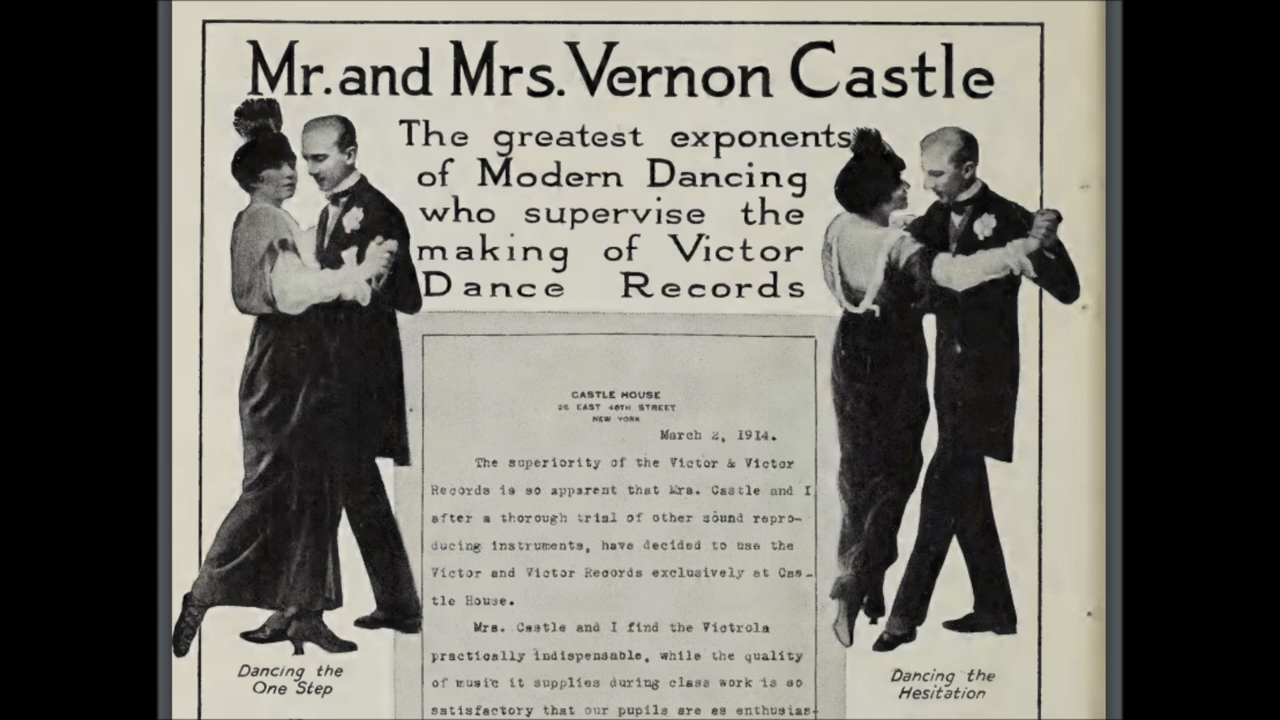 Mr. and Mrs. Vernon Castle
The greatest exponents
of Modern Dancing
who supervise the
making of Victor
Dance Records
CASTLE HOUSE
26 EAST 46TH STREET
NEW YORK
March 2, 1914.
The superiority of the Victor & Victor
Records is so apparent that Mrs. Castle and I
after a thorough trial of other sound repro-
ducing instruments, have decided to use the
Victor and Victor Records exclusively at Cas-
tle House.
Mrs. Castle and I find the Victrola
practically indispensable, while the quality
of music it supplies during class work is so
satisfactory that our pupils are as enthusias-
Dancing the
One Step
Dancing the
Hesitation